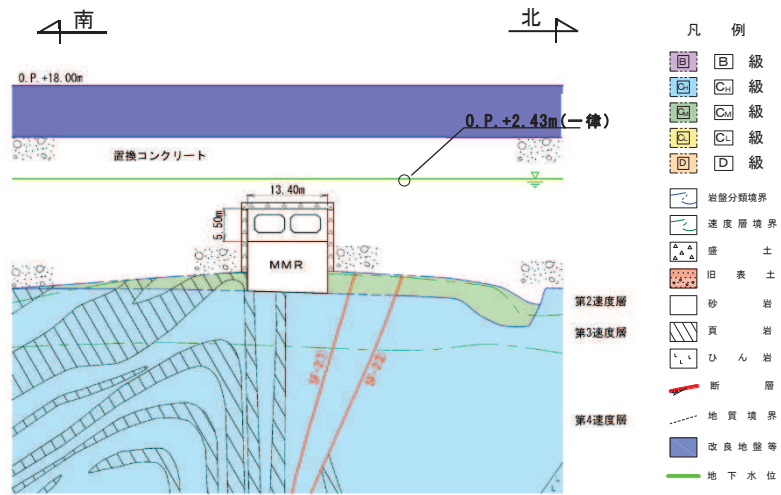 南
北
O.P.+18.00m
O.P.+2.43m(一律)
置換コンクリート
13.40m
5.50m
MMR
第2速度層
第3速度層
第4速度層
凡 例
B B 級
CH CH 級
CM CM 級
CL CL 級
D D 級
岩盤分類境界
速度層境界
盛 土
旧 表 土
砂 岩
頁 岩
ひ ん 岩
断 層
地 質 境 界
改 良 地 盤 等
地 下 水 位